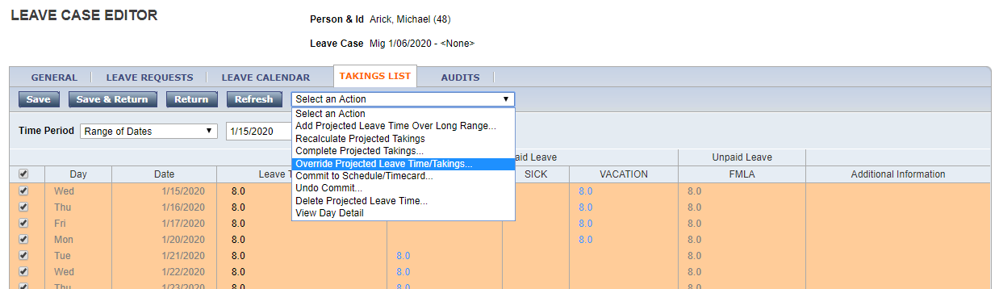 LEAVE CASE EDITOR
Person & Id Arick, Michael (48)
Leave Case Mig 1/06/2020 - <None>
GENERAL LEAVE REQUESTS LEAVE CALENDAR TAKINGS LIST AUDITS
Save Save & Return Return Refresh Select an Action
Select an Action
Add Projected Leave Time Over Long Range...
Recalculate Projected Takings
Complete Projected Takings...
Override Projected Leave Time/Takings...
Commit to Schedule/Timecard...
Undo Commit...
Delete Projected Leave Time...
View Day Detail
Time Period Range of Dates 1/15/2020
aid Leave Unpaid Leave
Day Date Leave T SICK VACATION FMLA Additional Information
Wed 1/15/2020 8.0 8.0 8.0
Thu 1/16/2020 8.0 8.0 8.0
Fri 1/17/2020 8.0 8.0 8.0
Mon 1/20/2020 8.0 8.0 8.0
Tue 1/21/2020 8.0 8.0 8.0
Wed 1/22/2020 8.0 8.0 8.0
Thu 1/23/2020 8.0 8.0 8.0